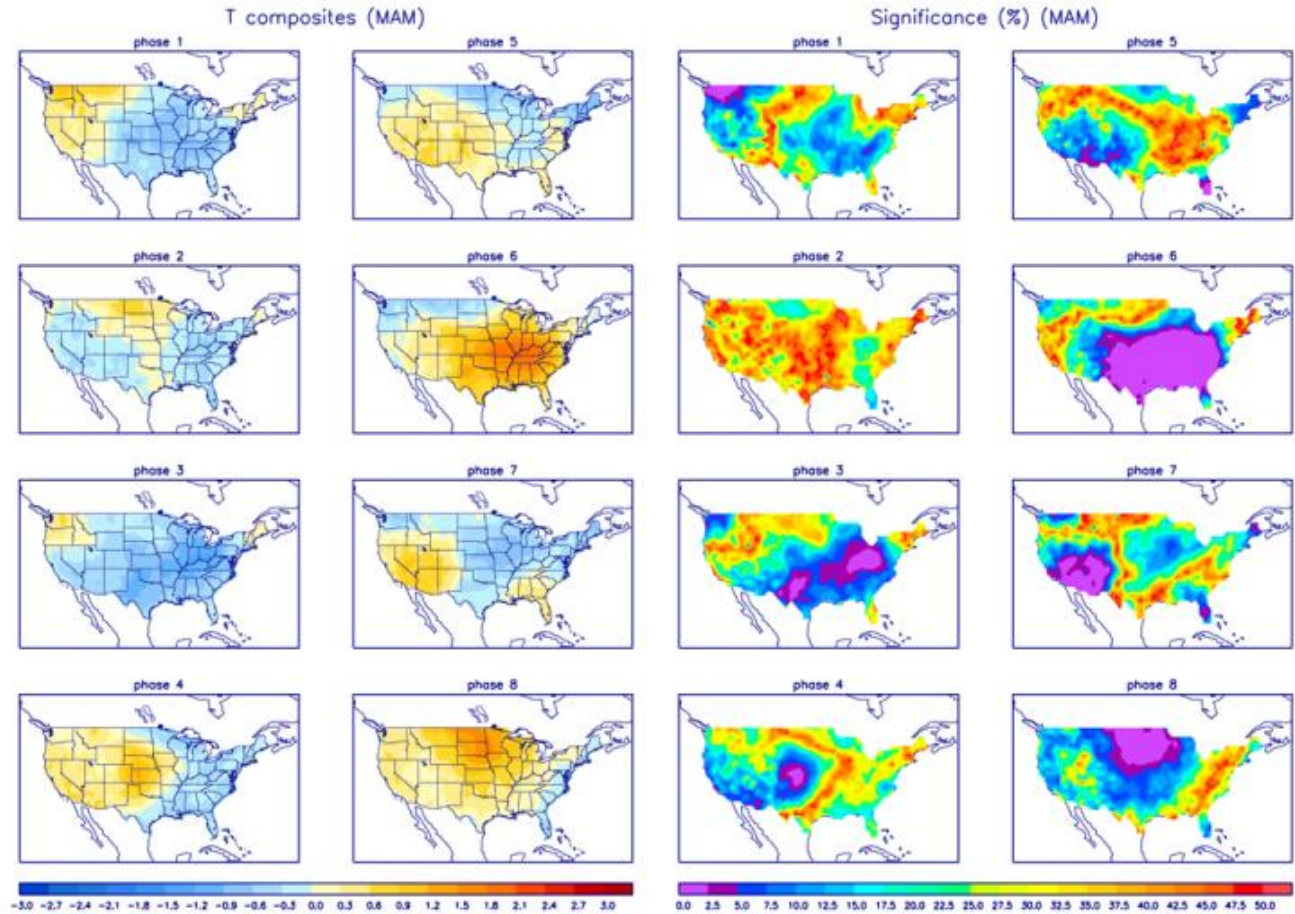 T composites (MAM)
Significance (%) (MAM)
phase 1
phase 5
phase 1
phase 5
phase 2
phase 6
phase 2
phase 6
phase 3
phase 7
phase 3
phase 7
phase 4
phase 8
phase 4
phase 8
-3.0 -2.7 -2.4 -2.1 -1.8 -1.5 -1.2 -0.9 -0.6 -0.3 0.0 0.3 0.6 0.9 1.2 1.5 1.8 2.1 2.4 2.7 3.0
0.0 2.5 5.0 7.5 10.0 12.5 15.0 17.5 20.0 22.5 25.0 27.5 30.0 32.5 35.0 37.5 40.0 42.5 45.0 47.5 50.0